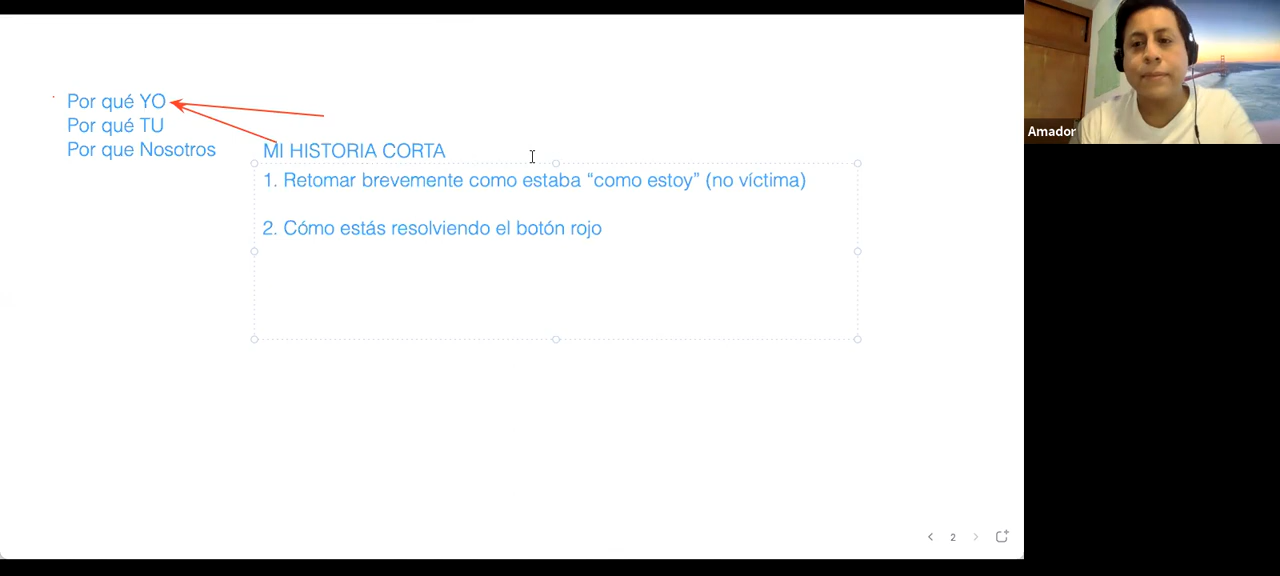 Por qué YO
Por qué TU
Por que Nosotros
MI HISTORIA CORTA
1. Retomar brevemente como estaba “como estoy” (no víctima)
2. Cómo estás resolviendo el botón rojo
Amador
2